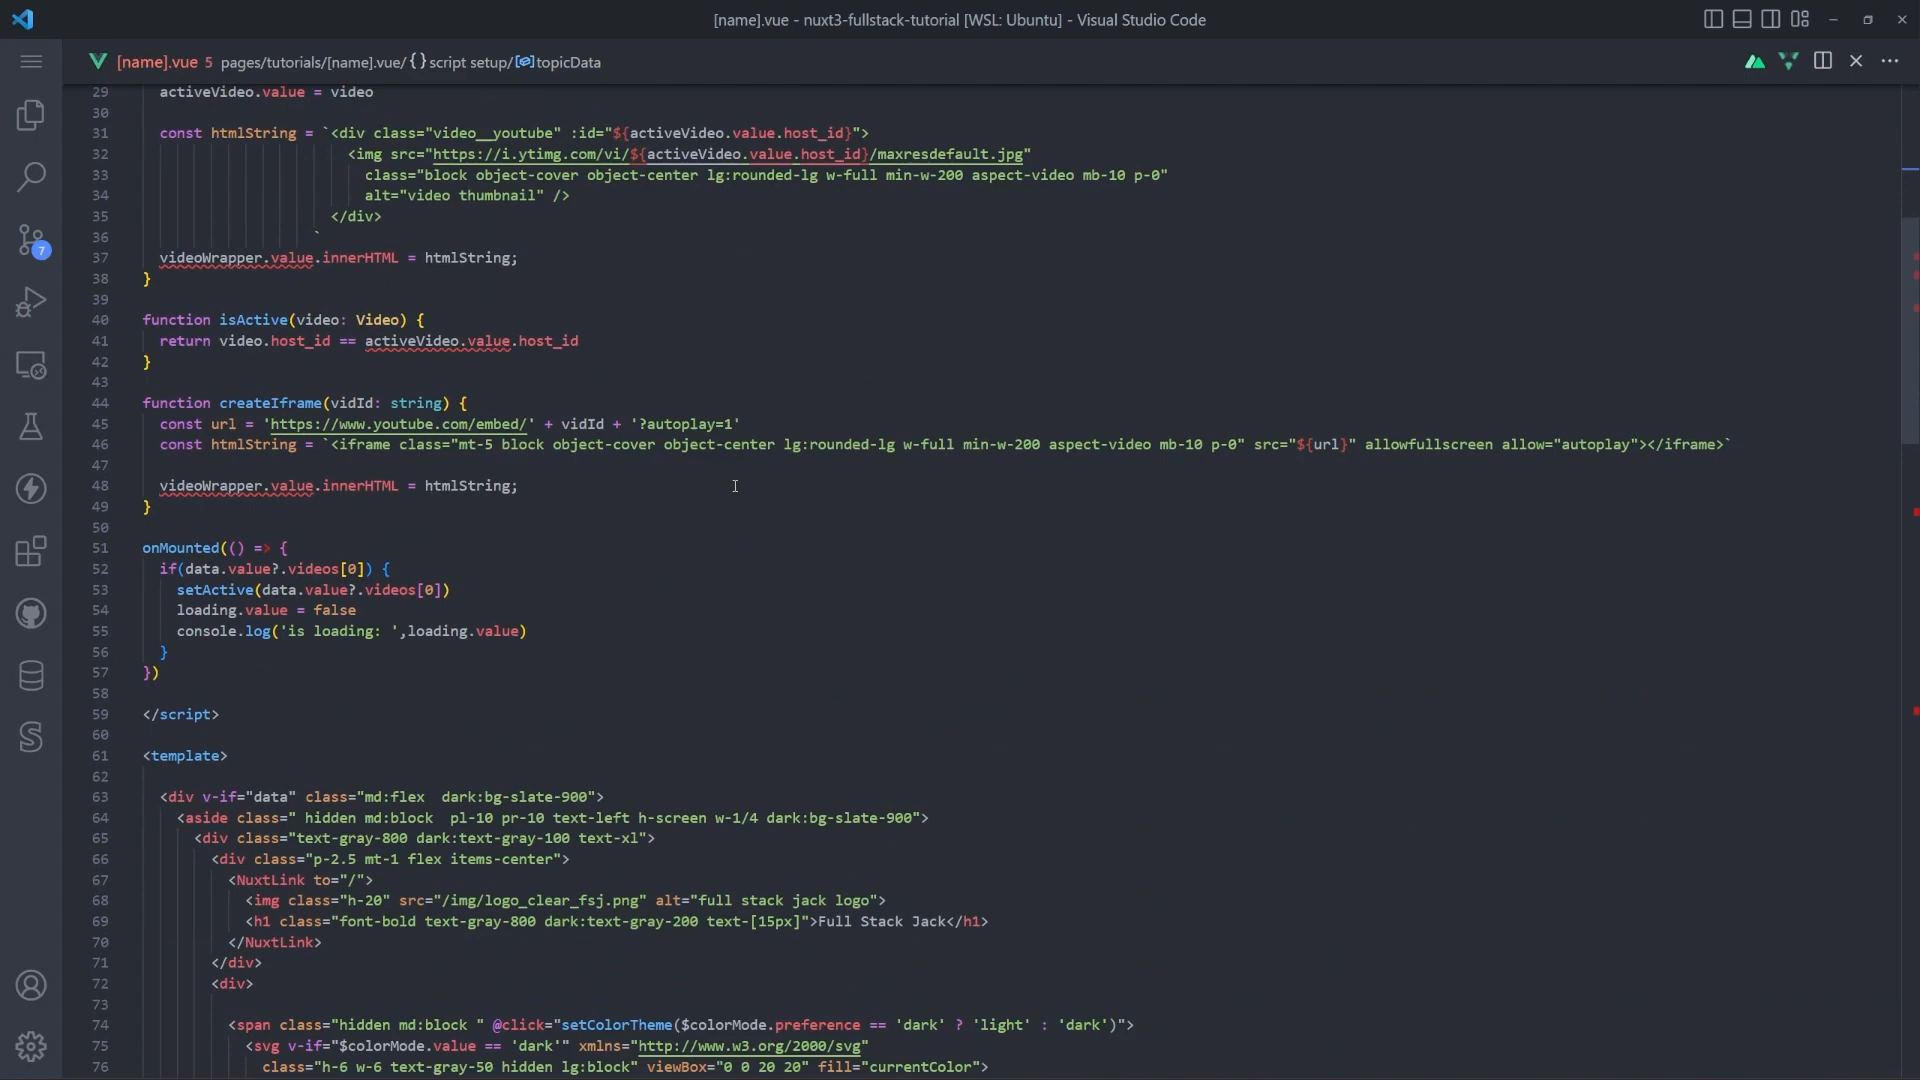 [name].vue - nuxt3-fullstack-tutorial [WSL: Ubuntu] - Visual Studio Code
[name].vue 5 pages/tutorials/[name].vue/{} script setup/topicData
29 activeVideo.value = video
30
31 const htmlString = `<div class="video__youtube" :id="${activeVideo.value.host_id}">
32 <img src="https://i.ytimg.com/vi/${activeVideo.value.host_id}/maxresdefault.jpg"
33 class="block object-cover object-center lg:rounded-lg w-full min-w-200 aspect-video mb-10 p-0"
34 alt="video thumbnail" />
35 </div>
36 `
37 videoWrapper.value.innerHTML = htmlString;
38 }
39
40 function isActive(video: Video) {
41 return video.host_id == activeVideo.value.host_id
42 }
43
44 function createIframe(vidId: string) {
45 const url = 'https://www.youtube.com/embed/' + vidId + '?autoplay=1'
46 const htmlString = `<iframe class="mt-5 block object-cover object-center lg:rounded-lg w-full min-w-200 aspect-video mb-10 p-0" src="${url}" allowfullscreen allow="autoplay"></iframe>`
47
48 videoWrapper.value.innerHTML = htmlString;
49 }
50
51 onMounted(() => {
52 if(data.value?.videos[0]) {
53 setActive(data.value?.videos[0])
54 loading.value = false
55 console.log('is loading: ',loading.value)
56 }
57 })
58
59 </script>
60
61 <template>
62
63 <div v-if="data" class="md:flex  dark:bg-slate-900">
64 <aside class=" hidden md:block  pl-10 pr-10 text-left h-screen w-1/4 dark:bg-slate-900">
65 <div class="text-gray-800 dark:text-gray-100 text-xl">
66 <div class="p-2.5 mt-1 flex items-center">
67 <NuxtLink to="/">
68 <img class="h-20" src="/img/logo_clear_fsj.png" alt="full stack jack logo">
69 <h1 class="font-bold text-gray-800 dark:text-gray-200 text-[15px]">Full Stack Jack</h1>
70 </NuxtLink>
71 </div>
72 <div>
73
74 <span class="hidden md:block " @click="setColorTheme($colorMode.preference == 'dark' ? 'light' : 'dark')">
75 <svg v-if="$colorMode.value == 'dark'" xmlns="http://www.w3.org/2000/svg"
76 class="h-6 w-6 text-gray-50 hidden lg:block" viewBox="0 0 20 20" fill="currentColor">
7